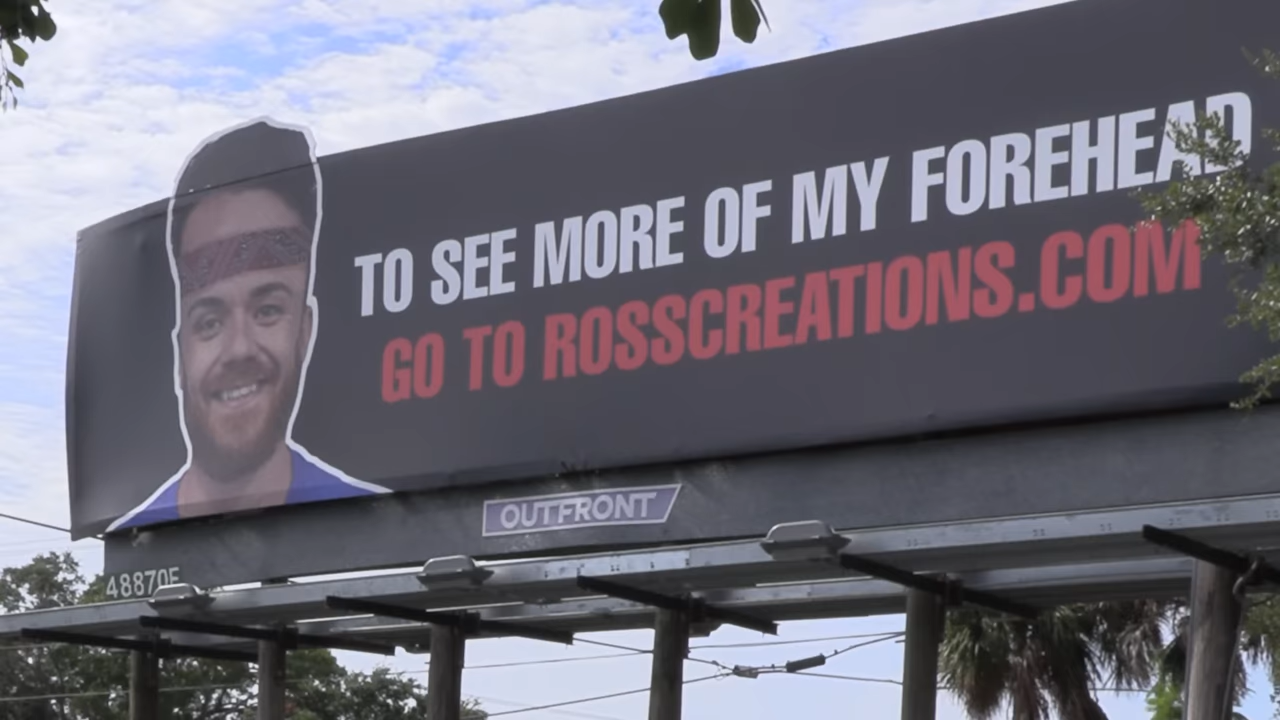 TO SEE MORE OF MY FOREHEAD
GO TO ROSSCREATIONS.COM
OUTFRONT
48870E